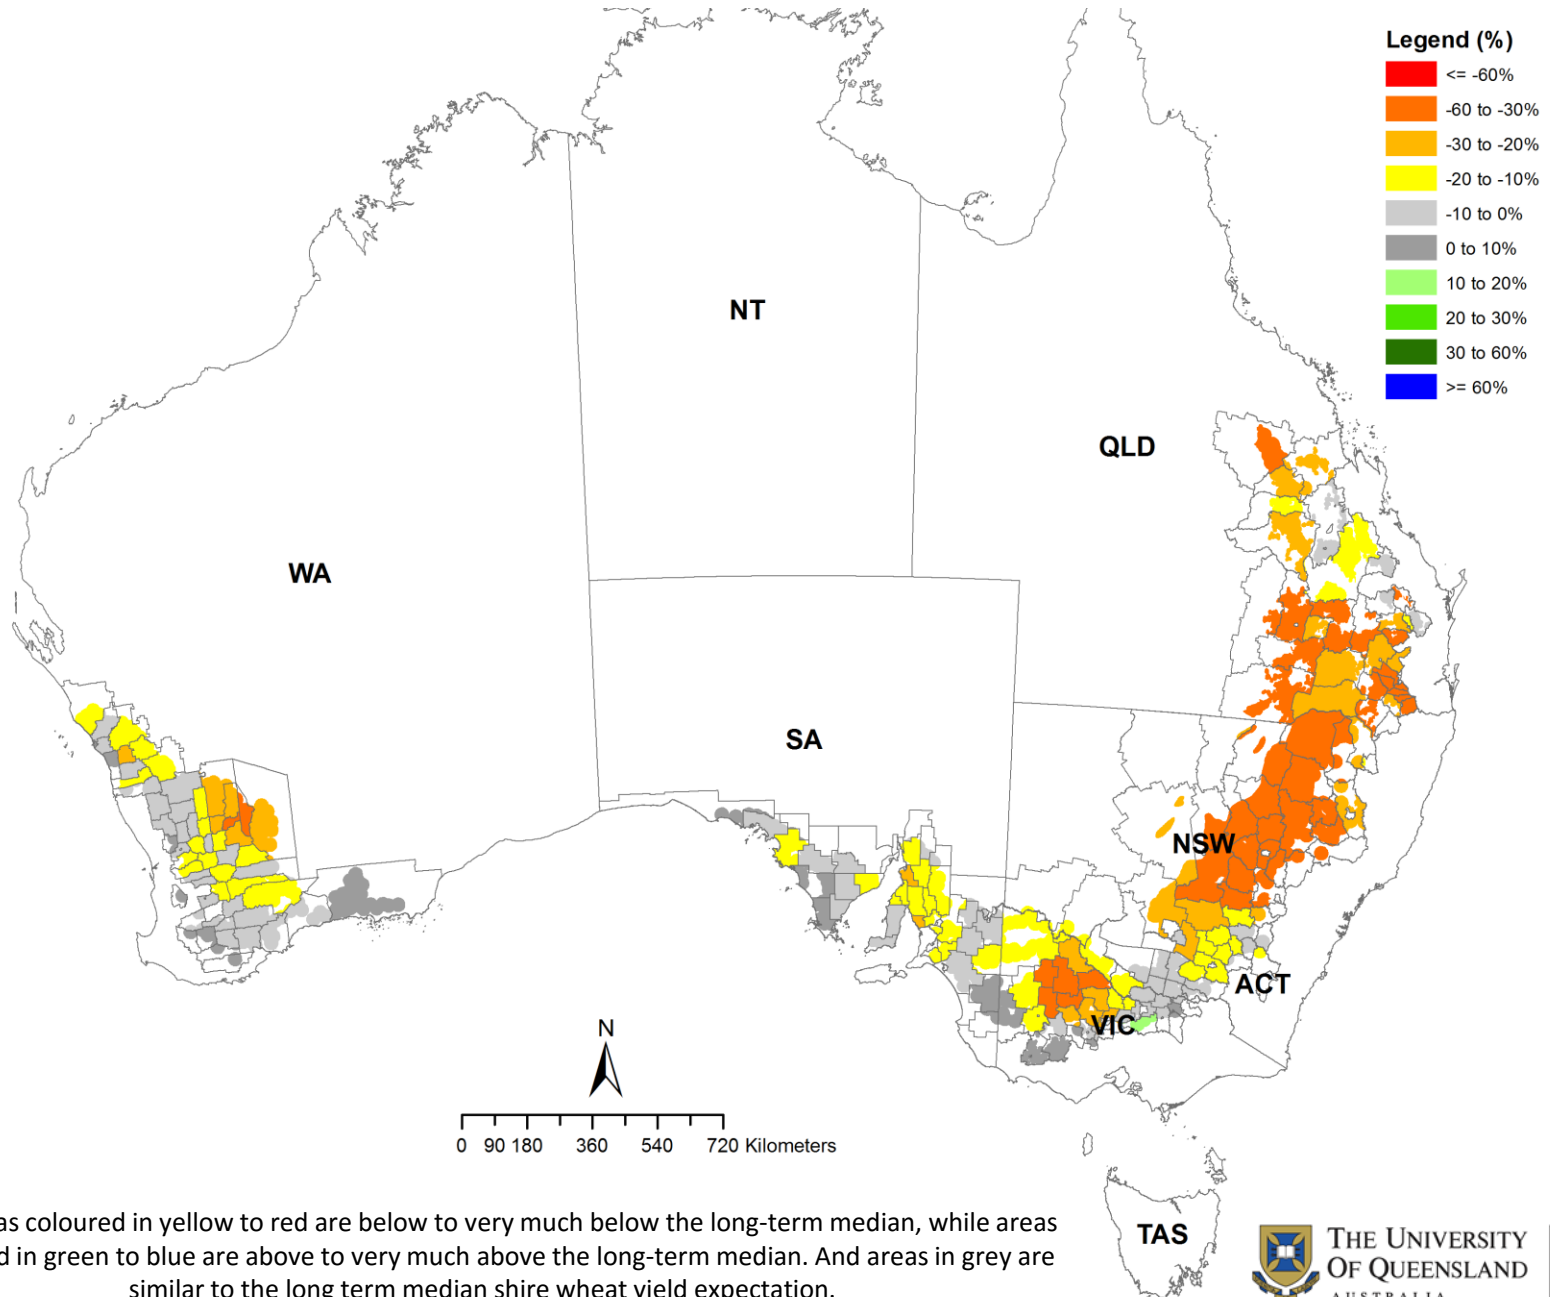 Legend (%)
<= -60%
-60 to -30%
-30 to -20%
-20 to -10%
-10 to 0%
0 to 10%
10 to 20%
20 to 30%
30 to 60%
>= 60%
NT
QLD
WA
SA
NSW
ACT
VIC
N
0 90 180 360 540 720 Kilometers
TAS
as coloured in yellow to red are below to very much below the long-term median, while areas
d in green to blue are above to very much above the long-term median. And areas in grey are
similar to the long term median shire wheat yield expectation.
THE UNIVERSITY
OF QUEENSLAND
AUSTRALIA